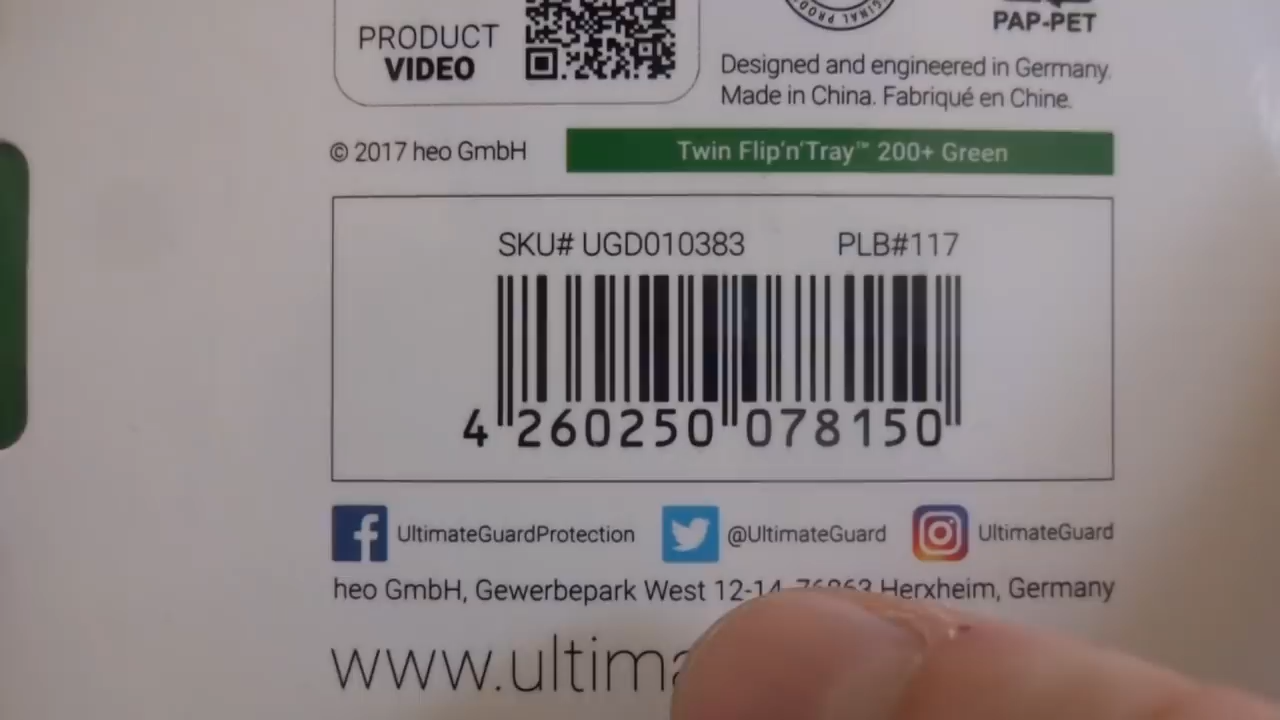 PRODUCT
VIDEO
PAP-PET
Designed and engineered in Germany.
Made in China. Fabriqué en Chine.
© 2017 heo GmbH
Twin Flip'n'Tray™ 200+ Green
SKU# UGD010383 PLB#117
4 260250 078150
UltimateGuardProtection @UltimateGuard UltimateGuard
heo GmbH, Gewerbepark West 12-14, Herxheim, Germany